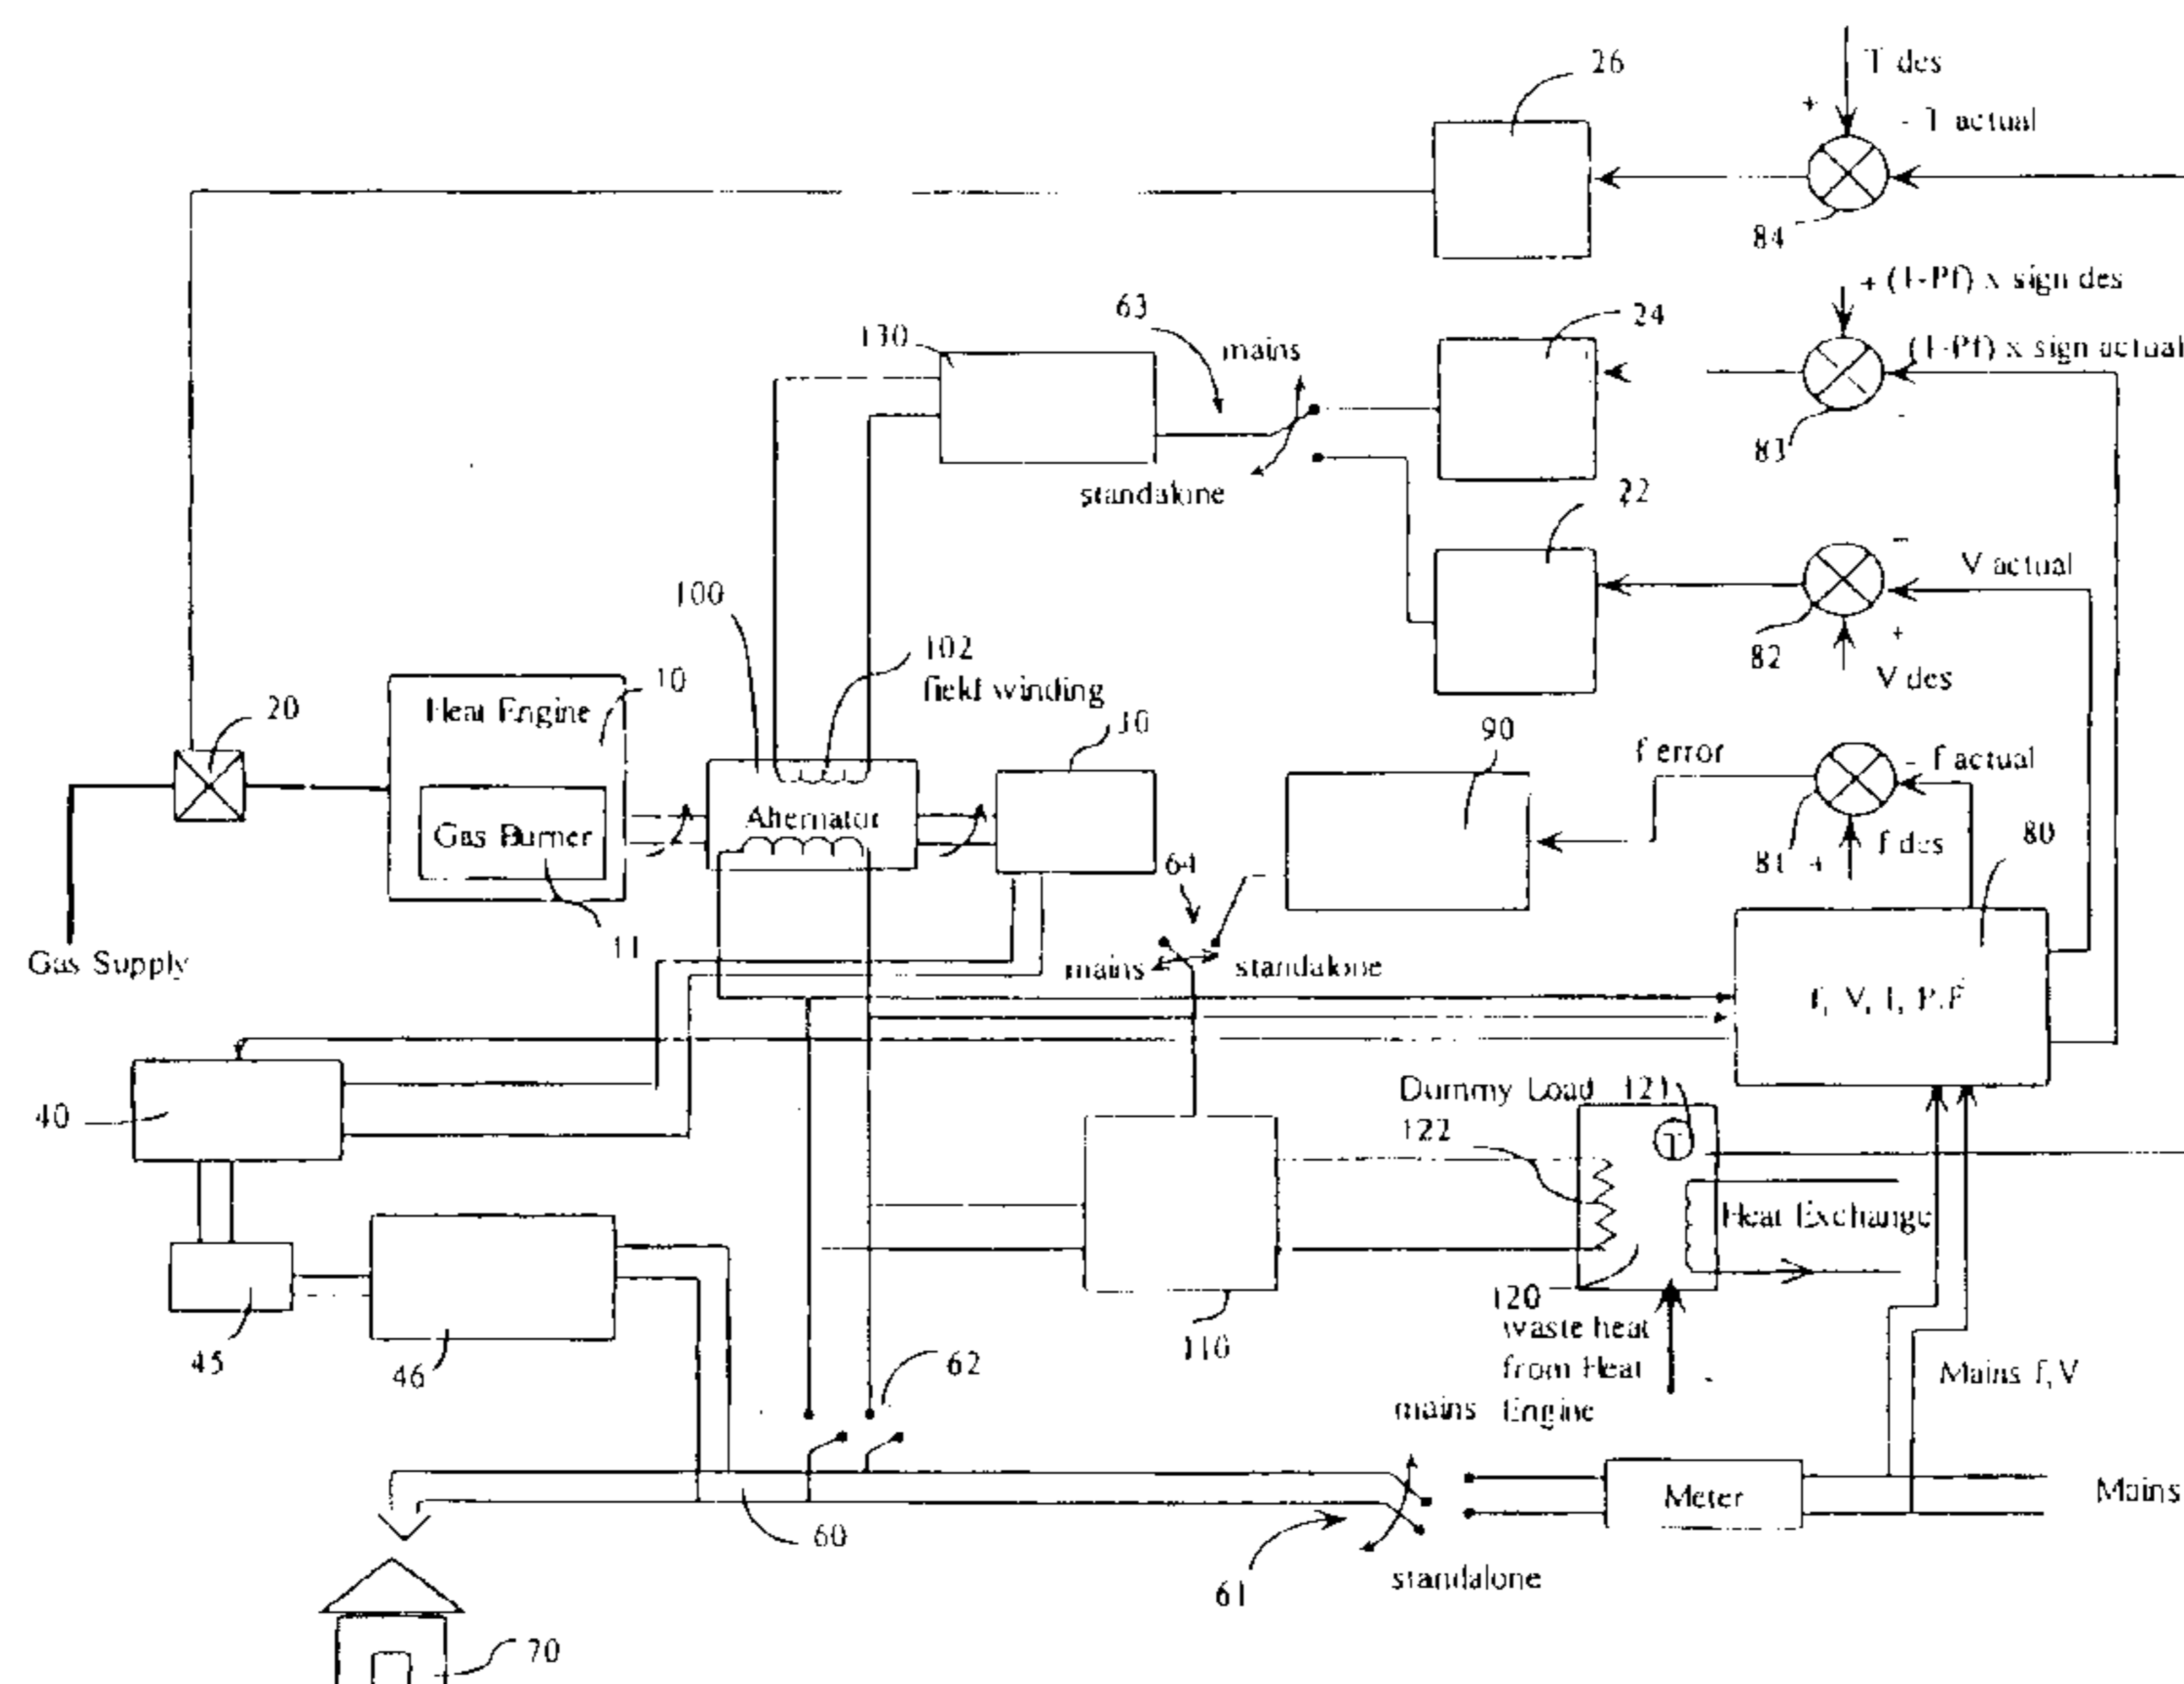 26
T des
+
- T actual
84
+ (1-Pf) x sign des
63
130
mains
24
(1-Pf) x sign actual
-
83
standalone
22
-
V actual
100
102
field winding
+
82
V des
20
Heat Engine
10
90
f error
- f actual
Gas Burner
Alternator
64
81
+
f des
80
11
Gas Supply
mains
standalone
f, V, I, P.F
40
Dummy Load
121
122
T
Heat Exchange
120
waste heat
from Heat
Engine
45
46
62
110
Mains f,V
mains
Meter
Mains
60
61
standalone
70